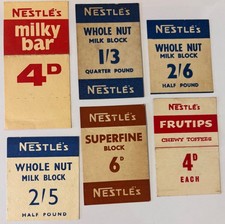 NESTLÉ'S
milky
bar
4D
NESTLÉ'S
WHOLE NUT
MILK BLOCK
1/3
QUARTER POUND
NESTLÉ'S
NESTLÉ'S
WHOLE NUT
MILK BLOCK
2/6
HALF POUND
NESTLÉ'S
WHOLE NUT
MILK BLOCK
2/5
HALF POUND
NESTLÉ'S
SUPERFINE
BLOCK
6D
NESTLÉ'S
NESTLÉ'S
FRUTIPS
CHEWY TOFFEES
4D
EACH